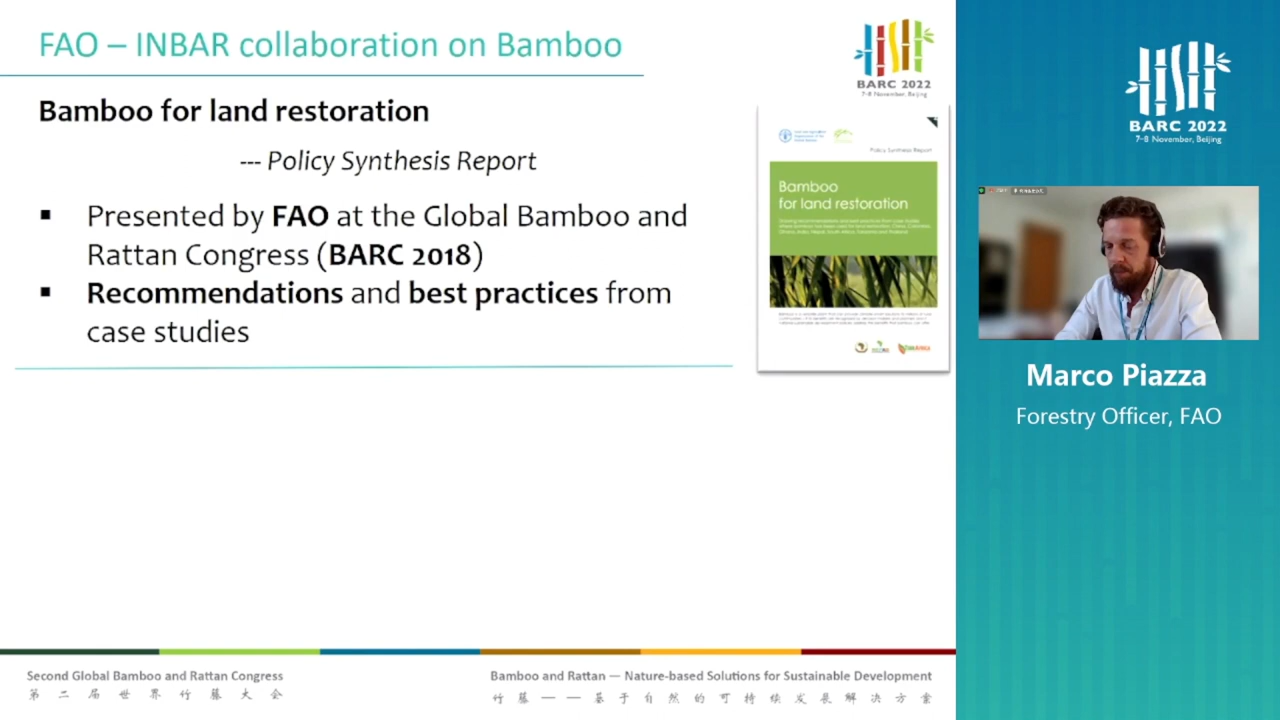 FAO – INBAR collaboration on Bamboo
BARC 2022
7-8 November, Beijing
Bamboo for land restoration
--- Policy Synthesis Report
▪ Presented by FAO at the Global Bamboo and
Rattan Congress (BARC 2018)
▪ Recommendations and best practices from
case studies
Policy Synthesis Report
Bamboo
for land restoration
Second Global Bamboo and Rattan Congress
第二届世界竹藤大会
Bamboo and Rattan — Nature-based Solutions for Sustainable Development
竹藤——基于自然的可持续发展解决方案
BARC 2022
7-8 November, Beijing
Marco Piazza
Forestry Officer, FAO